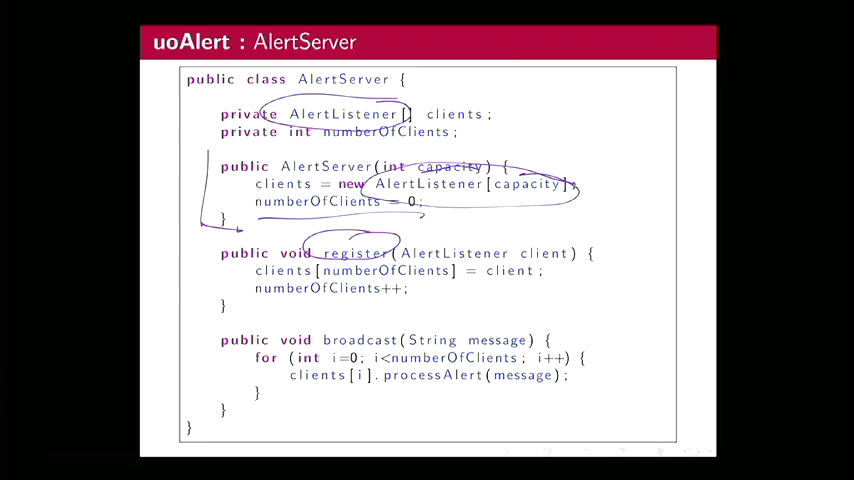 uoAlert : AlertServer
public class AlertServer {
private AlertListener[] clients;
private int numberOfClients;
public AlertServer(int capacity) {
clients = new AlertListener[capacity];
numberOfClients = 0;
}
public void register(AlertListener client) {
clients[numberOfClients] = client;
numberOfClients++;
}
public void broadcast(String message) {
for (int i=0; i<numberOfClients; i++) {
clients[i].processAlert(message);
}
}
}